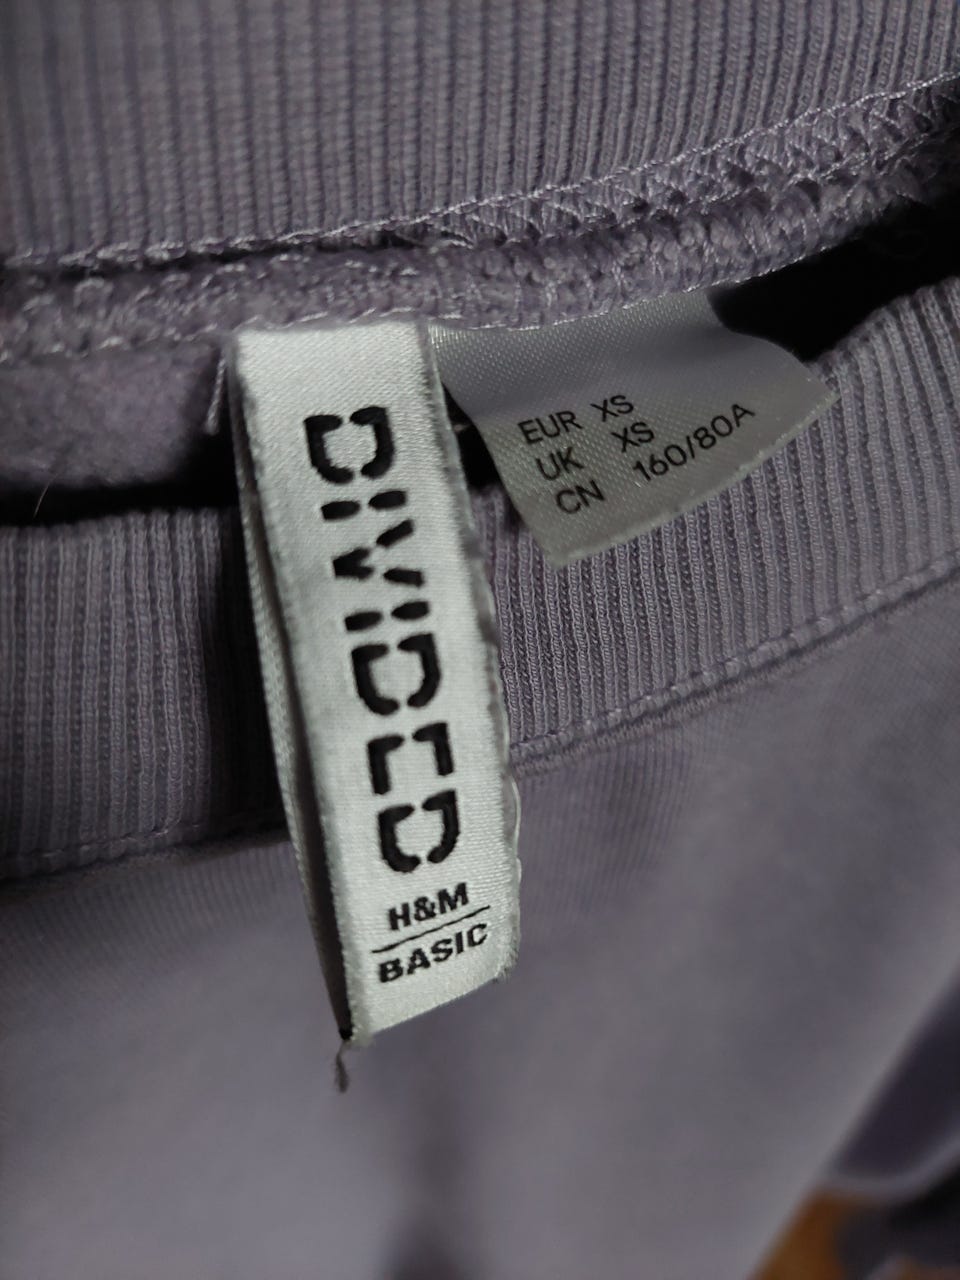 DIVIDED
H&M
BASIC
EUR XS
UK XS
CN 160/80A